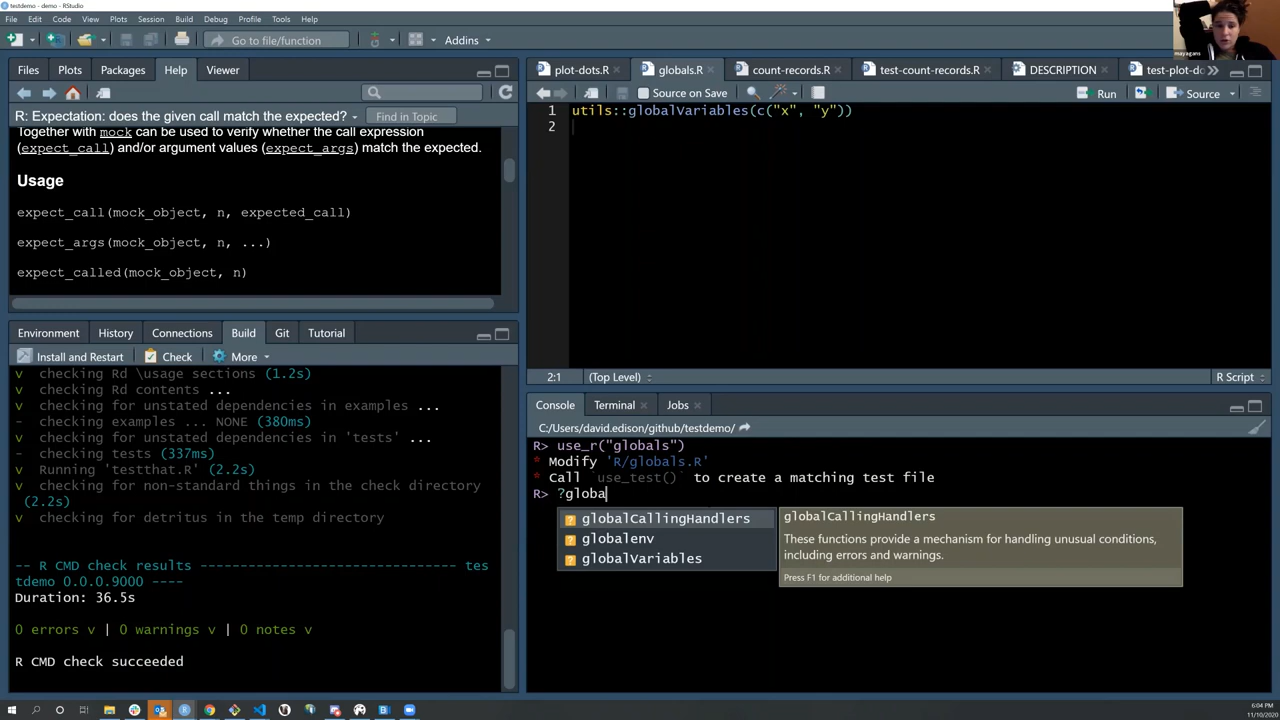 testdemo - demo - RStudio
File Edit Code View Plots Session Build Debug Profile Tools Help
Go to file/function Addins
mayagans
Files Plots Packages Help Viewer
R: Expectation: does the given call match the expected? Find in Topic
Together with mock can be used to verify whether the call expression
(expect_call) and/or argument values (expect_args) match the expected.
Usage
expect_call(mock_object, n, expected_call)
expect_args(mock_object, n, ...)
expect_called(mock_object, n)
Environment History Connections Build Git Tutorial
Install and Restart Check More
v checking Rd \usage sections (1.2s)
v checking Rd contents ...
v checking for unstated dependencies in examples ...
- checking examples ... NONE (380ms)
v checking for unstated dependencies in 'tests' ...
- checking tests (337ms)
v Running 'testthat.R' (2.2s)
v checking for non-standard things in the check directory
(2.2s)
v checking for detritus in the temp directory
-- R CMD check results ------------------------------- tes
tdemo 0.0.0.9000 ----
Duration: 36.5s
0 errors v | 0 warnings v | 0 notes v
R CMD check succeeded
plot-dots.R globals.R count-records.R test-count-records.R DESCRIPTION test-plot-d
Source on Save Run Source
1 utils::globalVariables(c("x", "y"))
2
2:1 (Top Level) R Script
Console Terminal Jobs
C:/Users/david.edison/github/testdemo/
R> use_r("globals")
* Modify 'R/globals.R'
* Call `use_test()` to create a matching test file
R> ?globa
globalCallingHandlers
globalenv
globalVariables
globalCallingHandlers
These functions provide a mechanism for handling unusual conditions,
including errors and warnings.
Press F1 for additional help
6:04 PM
11/10/2020